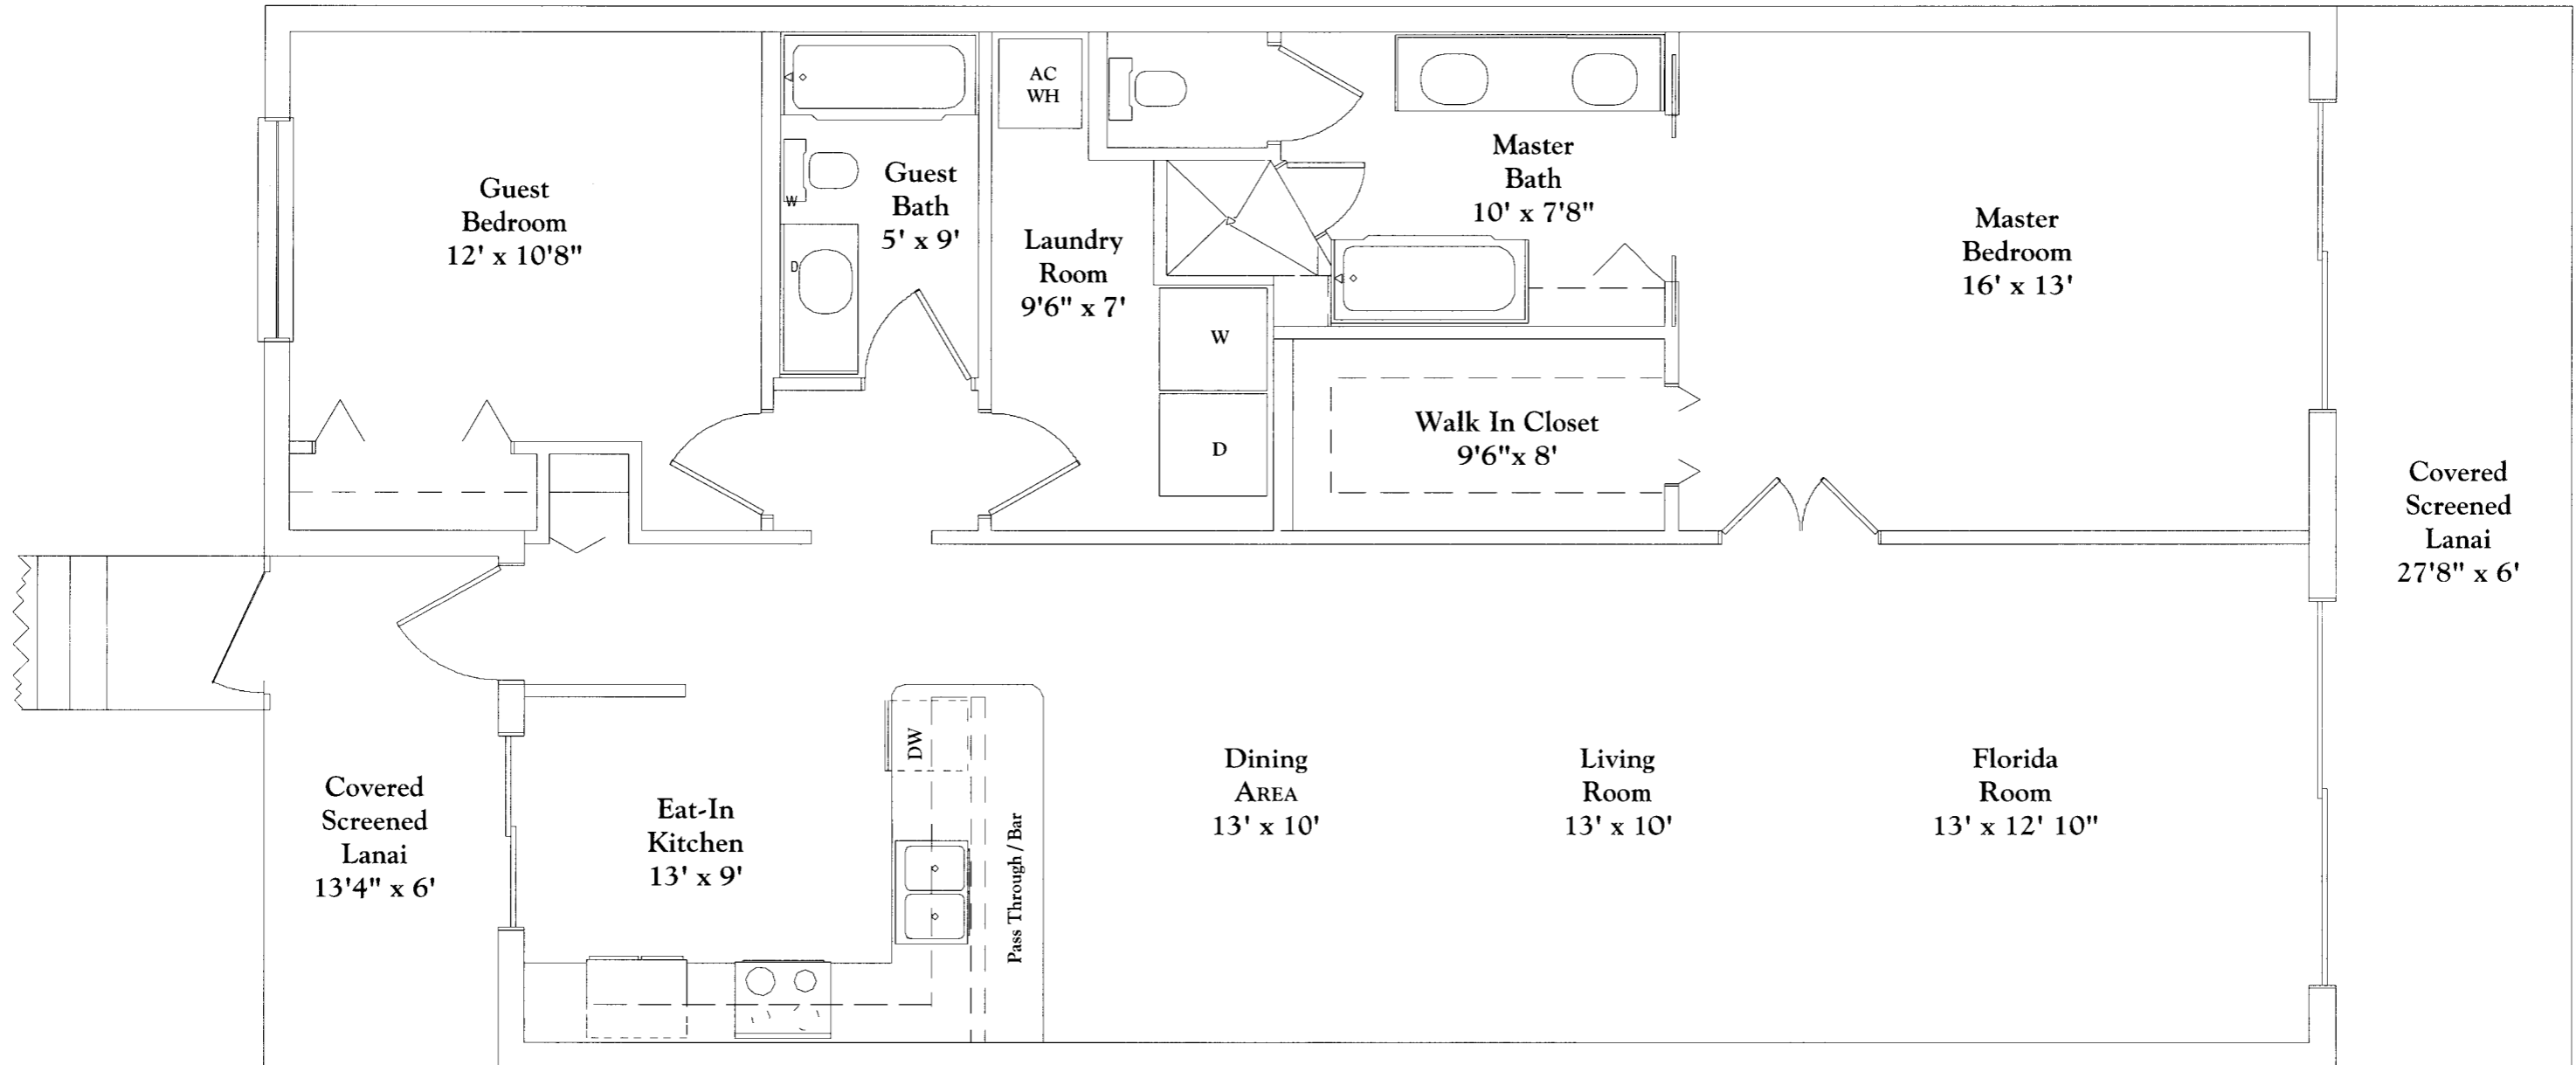 Guest
Bedroom
12' x 10'8"
W
D
Guest
Bath
5' x 9'
AC
WH
Laundry
Room
9'6" x 7'
W
D
Master
Bath
10' x 7'8"
Walk In Closet
9'6"x 8'
Master
Bedroom
16' x 13'
Covered
Screened
Lanai
27'8" x 6'
Covered
Screened
Lanai
13'4" x 6'
Eat-In
Kitchen
13' x 9'
DW
Pass Through / Bar
Dining
AREA
13' x 10'
Living
Room
13' x 10'
Florida
Room
13' x 12' 10"